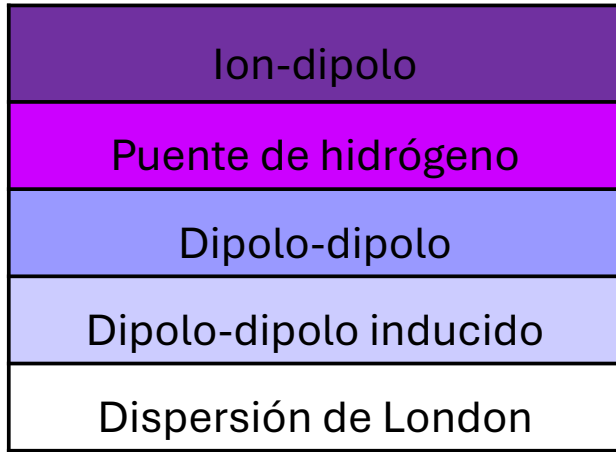 Ion-dipolo
Puente de hidrógeno
Dipolo-dipolo
Dipolo-dipolo inducido
Dispersión de London